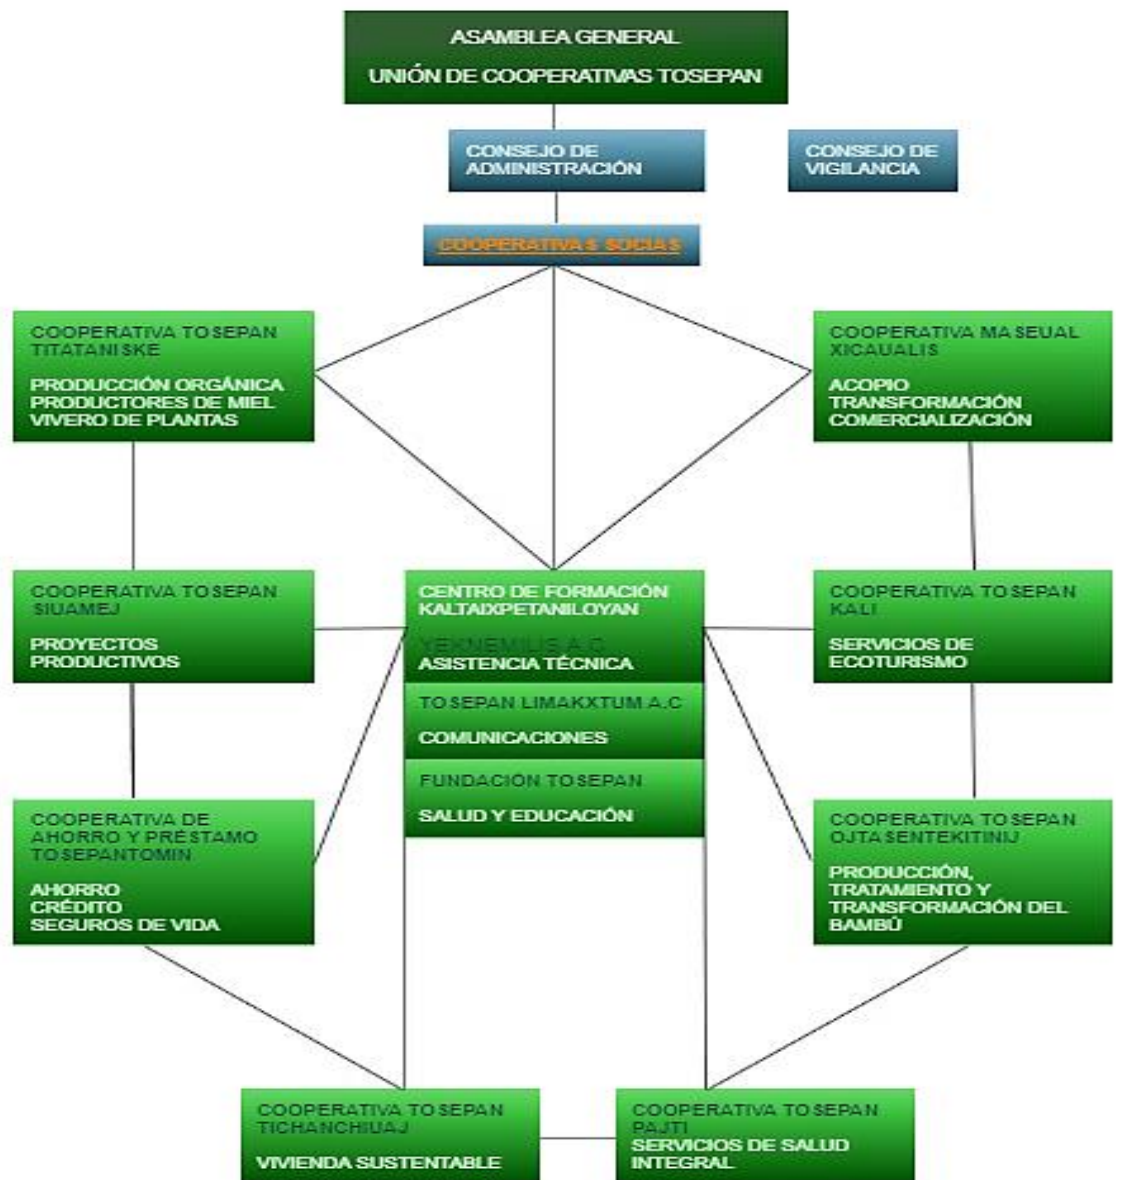 ASAMBLEA GENERAL
UNIÓN DE COOPERATIVAS TOSEPAN
CONSEJO DE
ADMINISTRACIÓN
CONSEJO DE
VIGILANCIA
COOPERATIVAS SOCIAS
COOPERATIVA TOSEPAN
TITATANISKE
PRODUCCIÓN ORGÁNICA
PRODUCTORES DE MIEL
VIVERO DE PLANTAS
COOPERATIVA MASEUAL
XICAUALIS
ACOPIO
TRANSFORMACIÓN
COMERCIALIZACIÓN
COOPERATIVA TOSEPAN
SIUAMEJ
PROYECTOS
PRODUCTIVOS
CENTRO DE FORMACIÓN
KALTAIXPETANILOYAN
YEKNEMILIS A.C
ASISTENCIA TÉCNICA
TOSEPAN LIMAKXTUM A.C
COMUNICACIONES
FUNDACIÓN TOSEPAN
SALUD Y EDUCACIÓN
COOPERATIVA TOSEPAN
KALI
SERVICIOS DE
ECOTURISMO
COOPERATIVA DE
AHORRO Y PRÉSTAMO
TOSEPANTOMIN
AHORRO
CRÉDITO
SEGUROS DE VIDA
COOPERATIVA TOSEPAN
OJTASENTEKITINIJ
PRODUCCIÓN,
TRATAMIENTO Y
TRANSFORMACIÓN DEL
BAMBÚ
COOPERATIVA TOSEPAN
TICHANCHIUAJ
VIVIENDA SUSTENTABLE
COOPERATIVA TOSEPAN
PAJTI
SERVICIOS DE SALUD
INTEGRAL